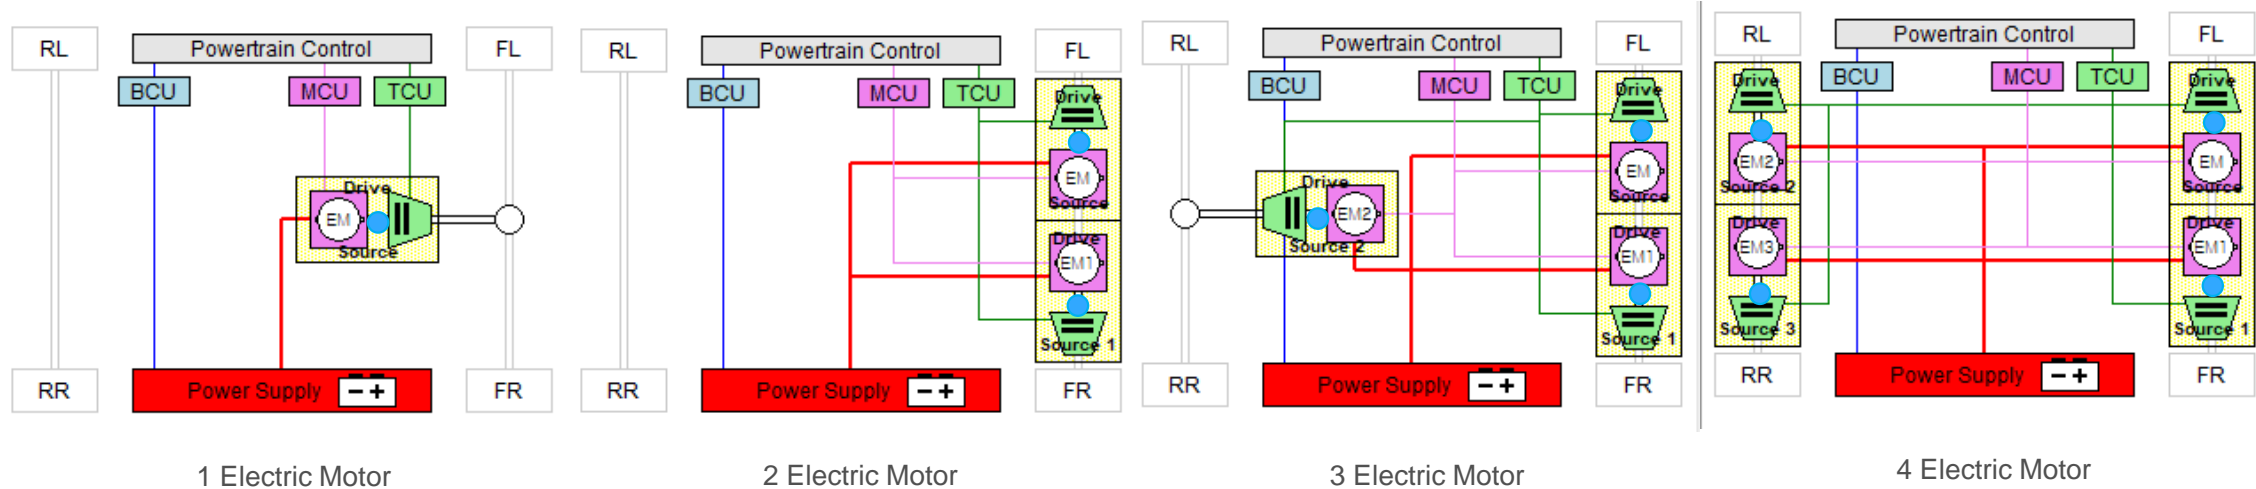 RL
Powertrain Control
FL
BCU
MCU
TCU
Drive
EM
Source
RR
Power Supply
FR
1 Electric Motor
RL
Powertrain Control
FL
BCU
MCU
TCU
Drive
EM
Source
Drive
EM1
Source 1
RR
Power Supply
FR
2 Electric Motor
RL
Powertrain Control
FL
BCU
MCU
TCU
Drive
EM
Source
Drive
EM2
Source 2
Drive
EM1
Source 1
RR
Power Supply
FR
3 Electric Motor
RL
Powertrain Control
FL
Drive
BCU
MCU
TCU
Drive
EM2
Source 2
EM
Source
Drive
EM3
Source 3
Drive
EM1
Source 1
RR
Power Supply
FR
4 Electric Motor